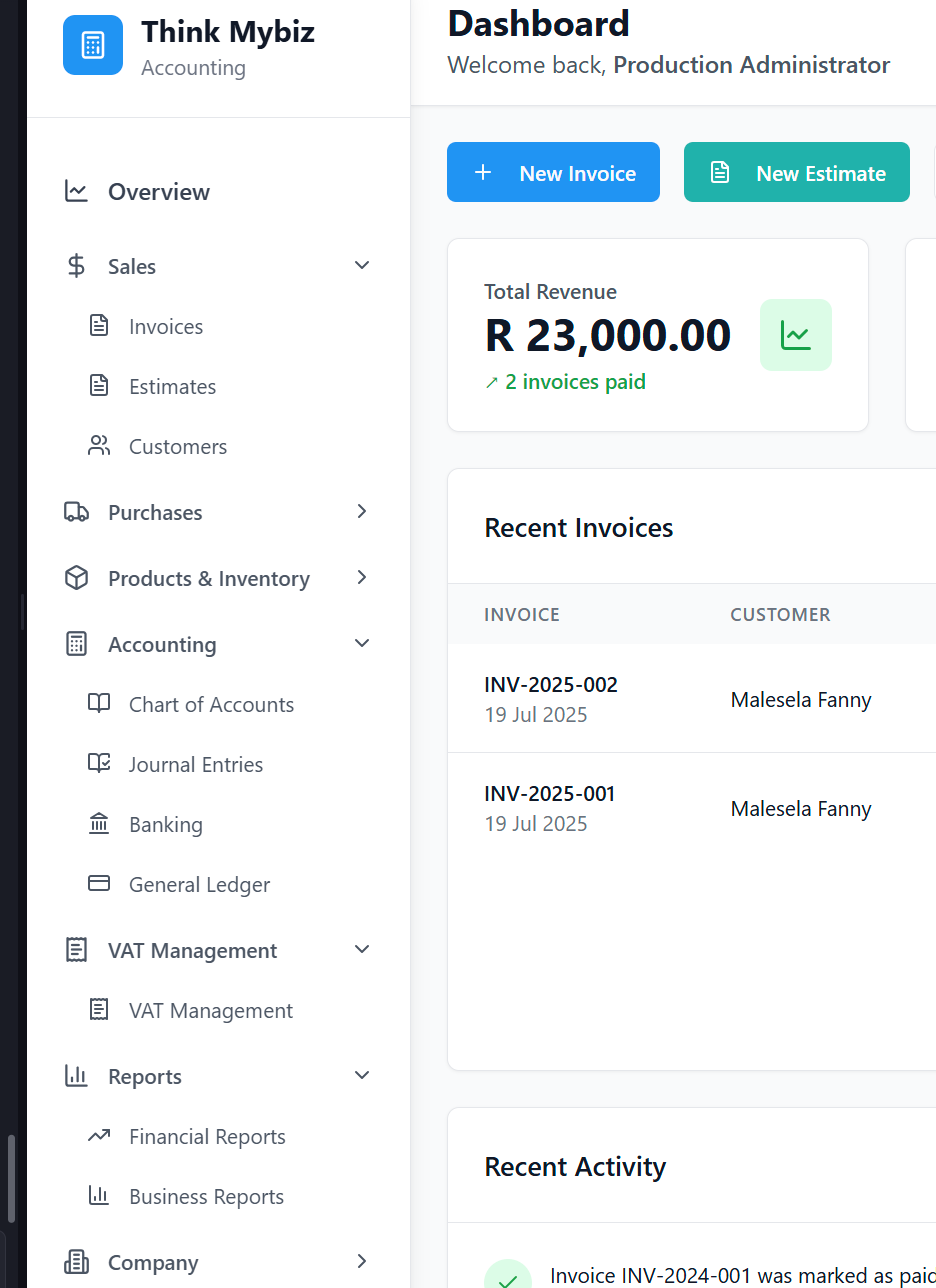 Think Mybiz
Accounting
Overview
Sales
Invoices
Estimates
Customers
Purchases
Products & Inventory
Accounting
Chart of Accounts
Journal Entries
Banking
General Ledger
VAT Management
VAT Management
Reports
Financial Reports
Business Reports
Company
Dashboard
Welcome back, Production Administrator
New Invoice
New Estimate
Total Revenue
R 23,000.00
↗ 2 invoices paid
Recent Invoices
INVOICE CUSTOMER
INV-2025-002
19 Jul 2025
Malesela Fanny
INV-2025-001
19 Jul 2025
Malesela Fanny
Recent Activity
Invoice INV-2024-001 was marked as paid